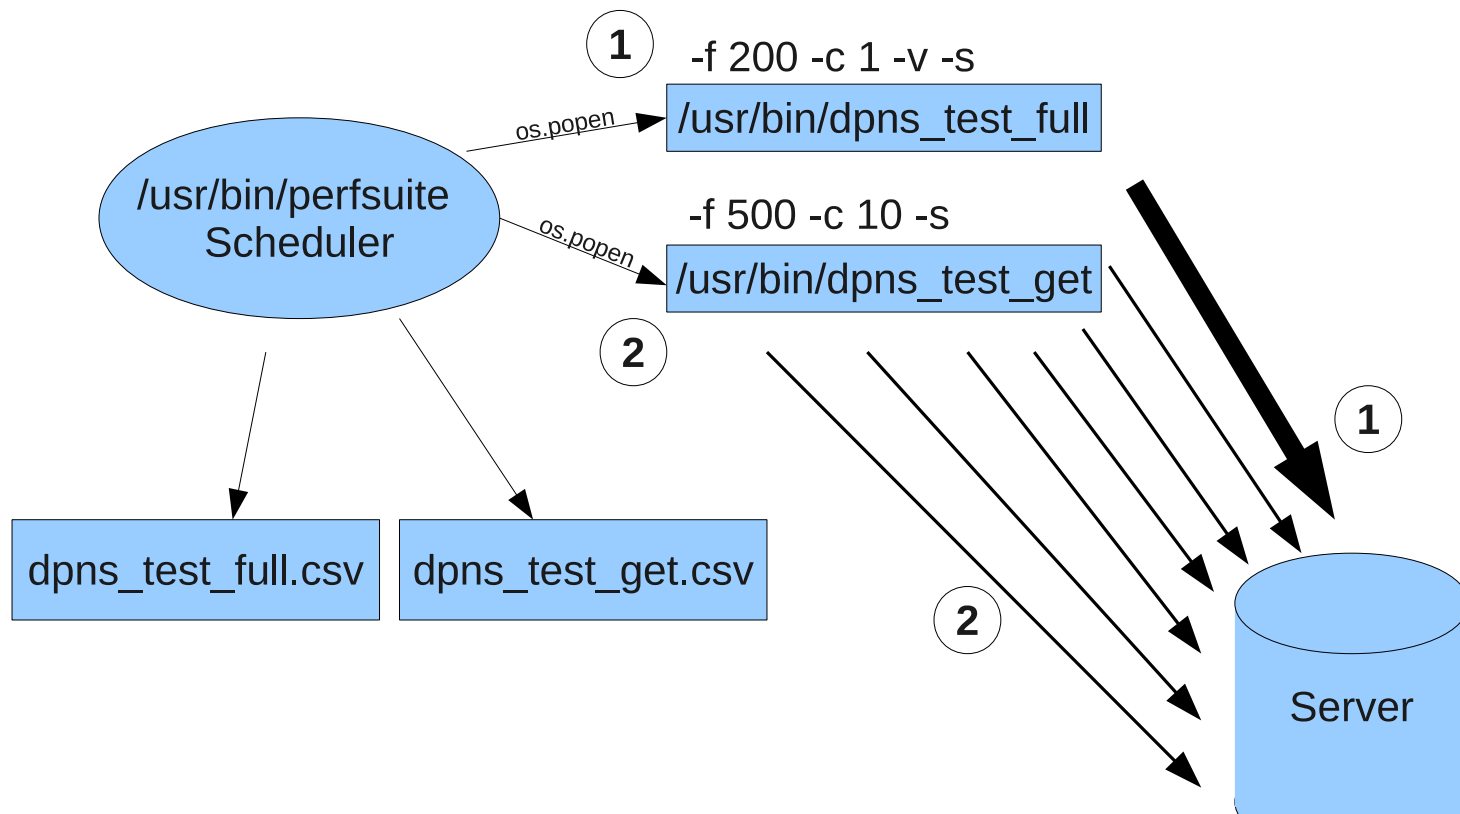 1
-f 200 -c 1 -v -s
/usr/bin/dpns_test_full
os.popen
/usr/bin/perfsuite
Scheduler
os.popen
-f 500 -c 10 -s
/usr/bin/dpns_test_get
2
1
dpns_test_full.csv
dpns_test_get.csv
2
Server